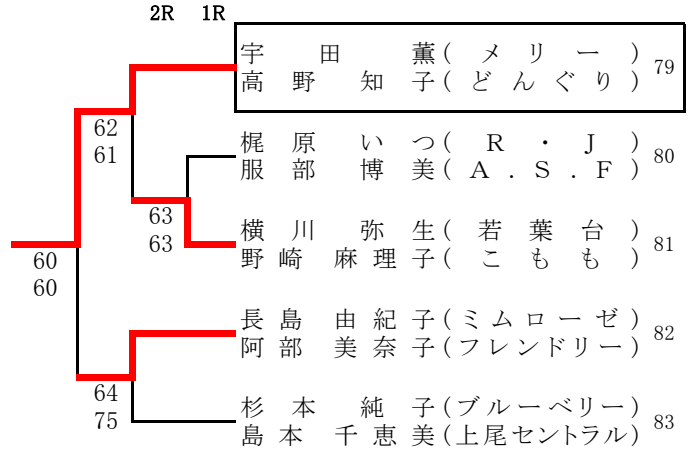 2R 1R
宇田薫(メリー) 79
高野知子(どんぐり)
62
61
梶原いつ(R・J) 80
服部博美(A.S.F)
63
63
横川弥生(若葉台) 81
野崎麻理子(こもも)
60
60
長島由紀子(ミムローゼ) 82
阿部美奈子(フレンドリー)
64
75
杉本純子(ブルーベリー) 83
島本千恵美(上尾セントラル)